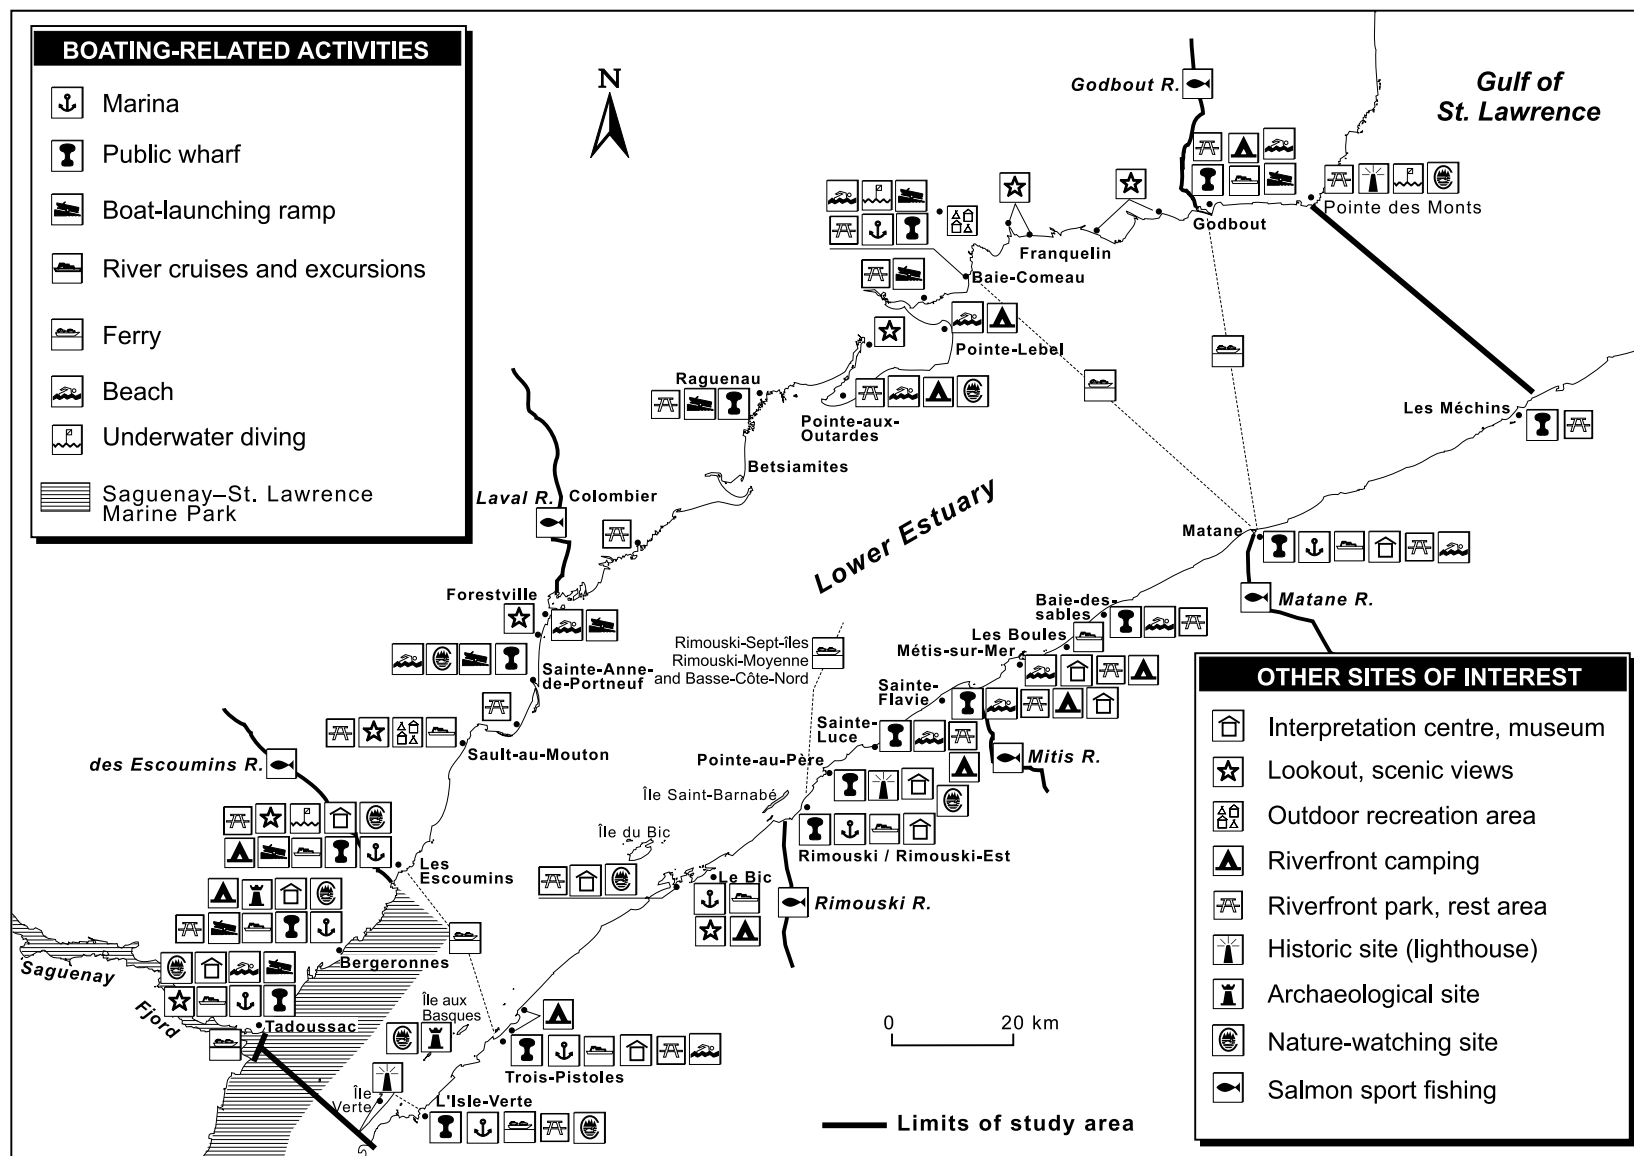 BOATING-RELATED ACTIVITIES
Marina
Public wharf
Boat-launching ramp
River cruises and excursions
Ferry
Beach
Underwater diving
Saguenay–St. Lawrence
Marine Park
N
Godbout R.
Gulf of
St. Lawrence
Pointe des Monts
Godbout
Franquelin
Baie-Comeau
Pointe-Lebel
Raguenau
Pointe-aux-
Outardes
Les Méchins
Betsiamites
Laval R.
Colombier
Lower Estuary
Matane
Matane R.
Forestville
Baie-des-
sables
Les Boules
Métis-sur-Mer
Rimouski-Sept-îles
Rimouski-Moyenne
and Basse-Côte-Nord
Sainte-Anne-
de-Portneuf
Sainte-
Flavie
Sainte-
Luce
Sault-au-Mouton
Pointe-au-Père
Mitis R.
des Escoumins R.
Île Saint-Barnabé
Île du Bic
Rimouski / Rimouski-Est
Les
Escoumins
Le Bic
Rimouski R.
Bergeronnes
Saguenay
Fjord
Île aux
Basques
Tadoussac
Trois-Pistoles
Île
Verte
L'Isle-Verte
0
20 km
Limits of study area
OTHER SITES OF INTEREST
Interpretation centre, museum
Lookout, scenic views
Outdoor recreation area
Riverfront camping
Riverfront park, rest area
Historic site (lighthouse)
Archaeological site
Nature-watching site
Salmon sport fishing